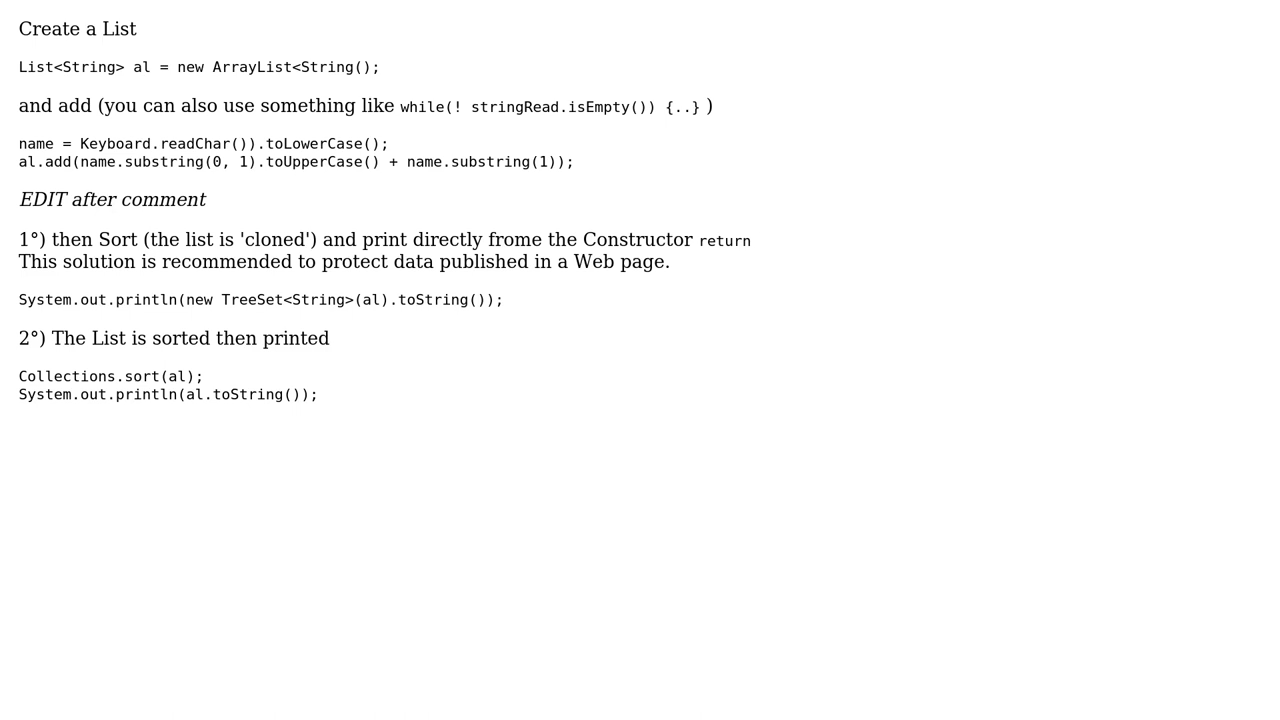 Create a List
List<String> al = new ArrayList<String();
and add (you can also use something like while(! stringRead.isEmpty()) {..} )
name = Keyboard.readChar()).toLowerCase();
al.add(name.substring(0, 1).toUpperCase() + name.substring(1));
EDIT after comment
1°) then Sort (the list is 'cloned') and print directly frome the Constructor return
This solution is recommended to protect data published in a Web page.
System.out.println(new TreeSet<String>(al).toString());
2°) The List is sorted then printed
Collections.sort(al);
System.out.println(al.toString());